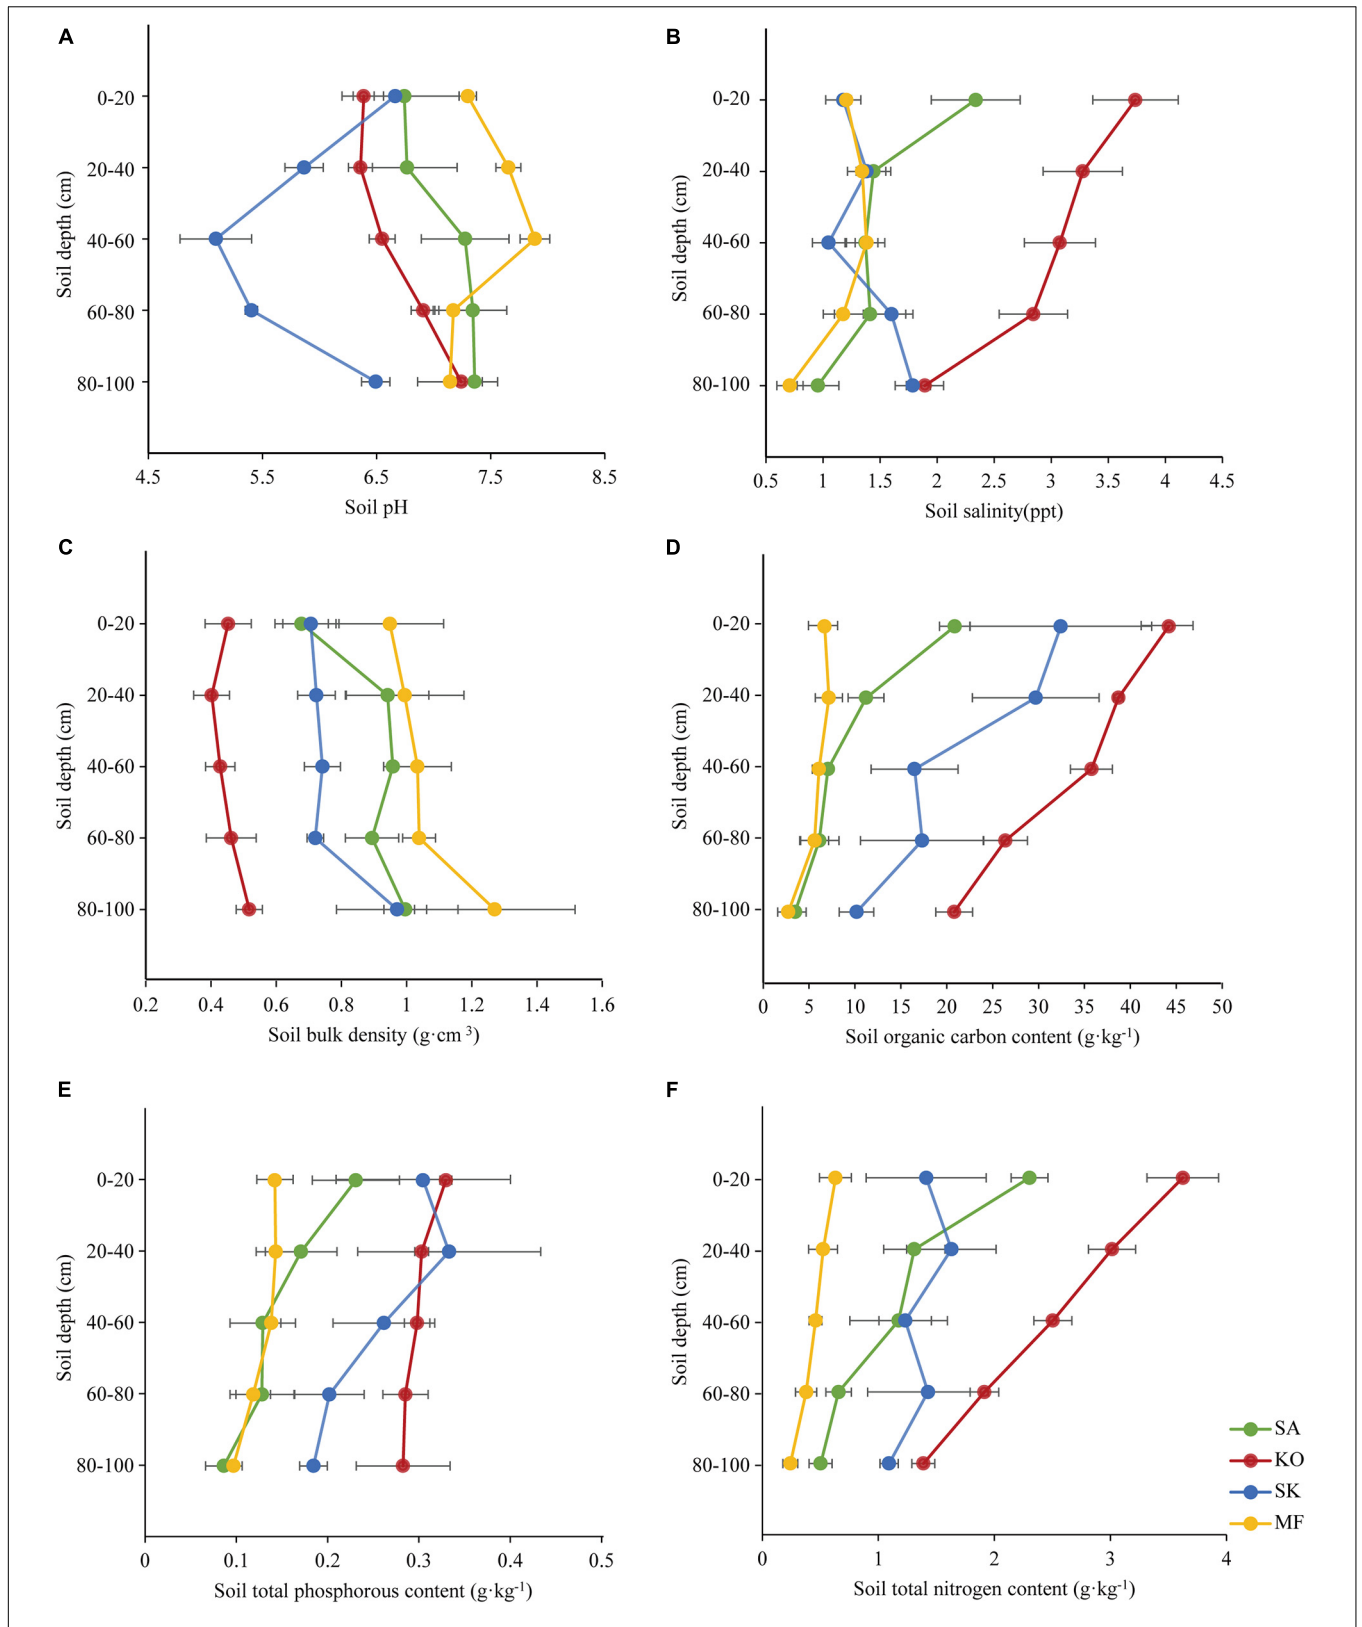 A
Soil depth (cm)
0-20
20-40
40-60
60-80
80-100
4.5 5.5 6.5 7.5 8.5
Soil pH
B
Soil depth (cm)
0-20
20-40
40-60
60-80
80-100
0.5 1 1.5 2 2.5 3 3.5 4 4.5
Soil salinity(ppt)
C
Soil depth (cm)
0-20
20-40
40-60
60-80
80-100
0.2 0.4 0.6 0.8 1 1.2 1.4 1.6
Soil bulk density (g·cm³)
D
Soil depth (cm)
0-20
20-40
40-60
60-80
80-100
0 5 10 15 20 25 30 35 40 45 50
Soil organic carbon content (g·kg⁻¹)
E
Soil depth (cm)
0-20
20-40
40-60
60-80
80-100
0 0.1 0.2 0.3 0.4 0.5
Soil total phosphorous content (g·kg⁻¹)
F
Soil depth (cm)
0-20
20-40
40-60
60-80
80-100
0 1 2 3 4
Soil total nitrogen content (g·kg⁻¹)
SA
KO
SK
MF